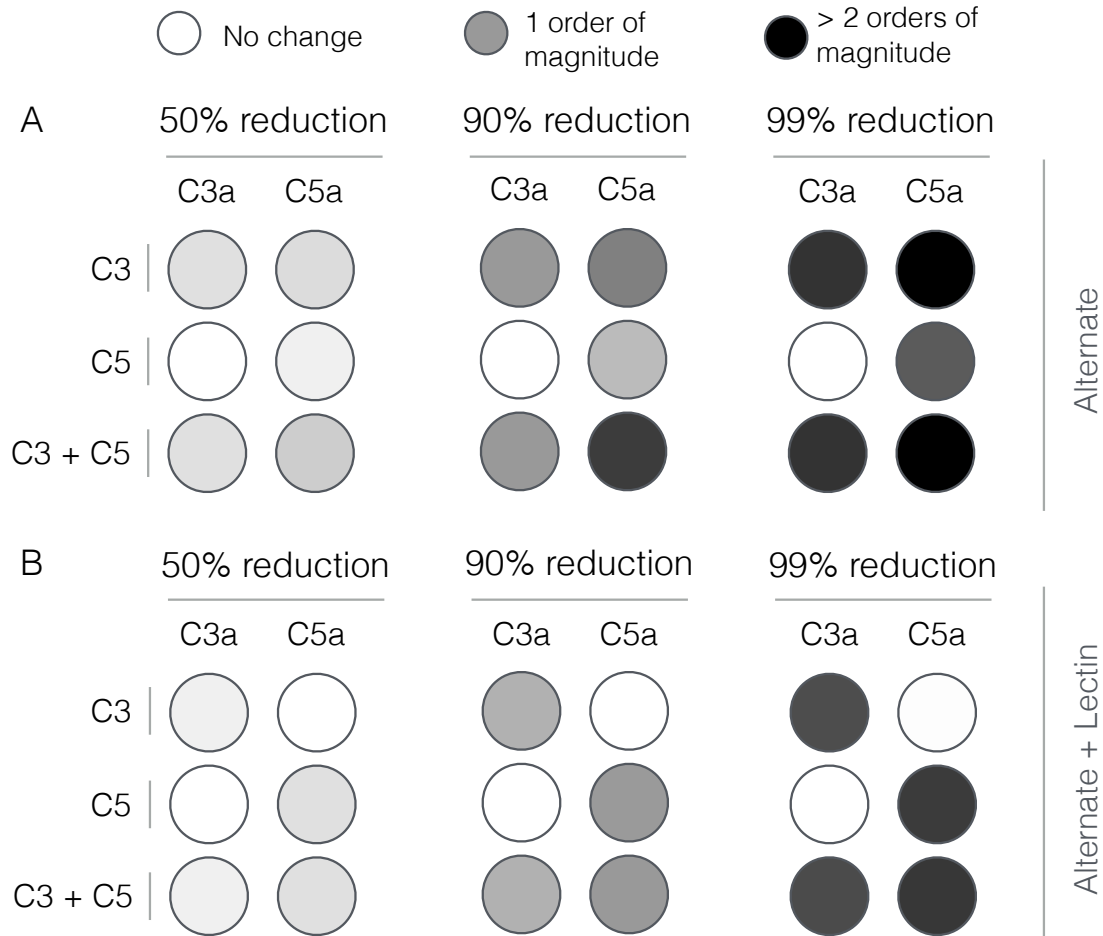 No change
1 order of
magnitude
> 2 orders of
magnitude
A
50% reduction 90% reduction 99% reduction
C3a C5a C3a C5a C3a C5a
C3
C5
C3 + C5
Alternate
B
50% reduction 90% reduction 99% reduction
C3a C5a C3a C5a C3a C5a
C3
C5
C3 + C5
Alternate + Lectin